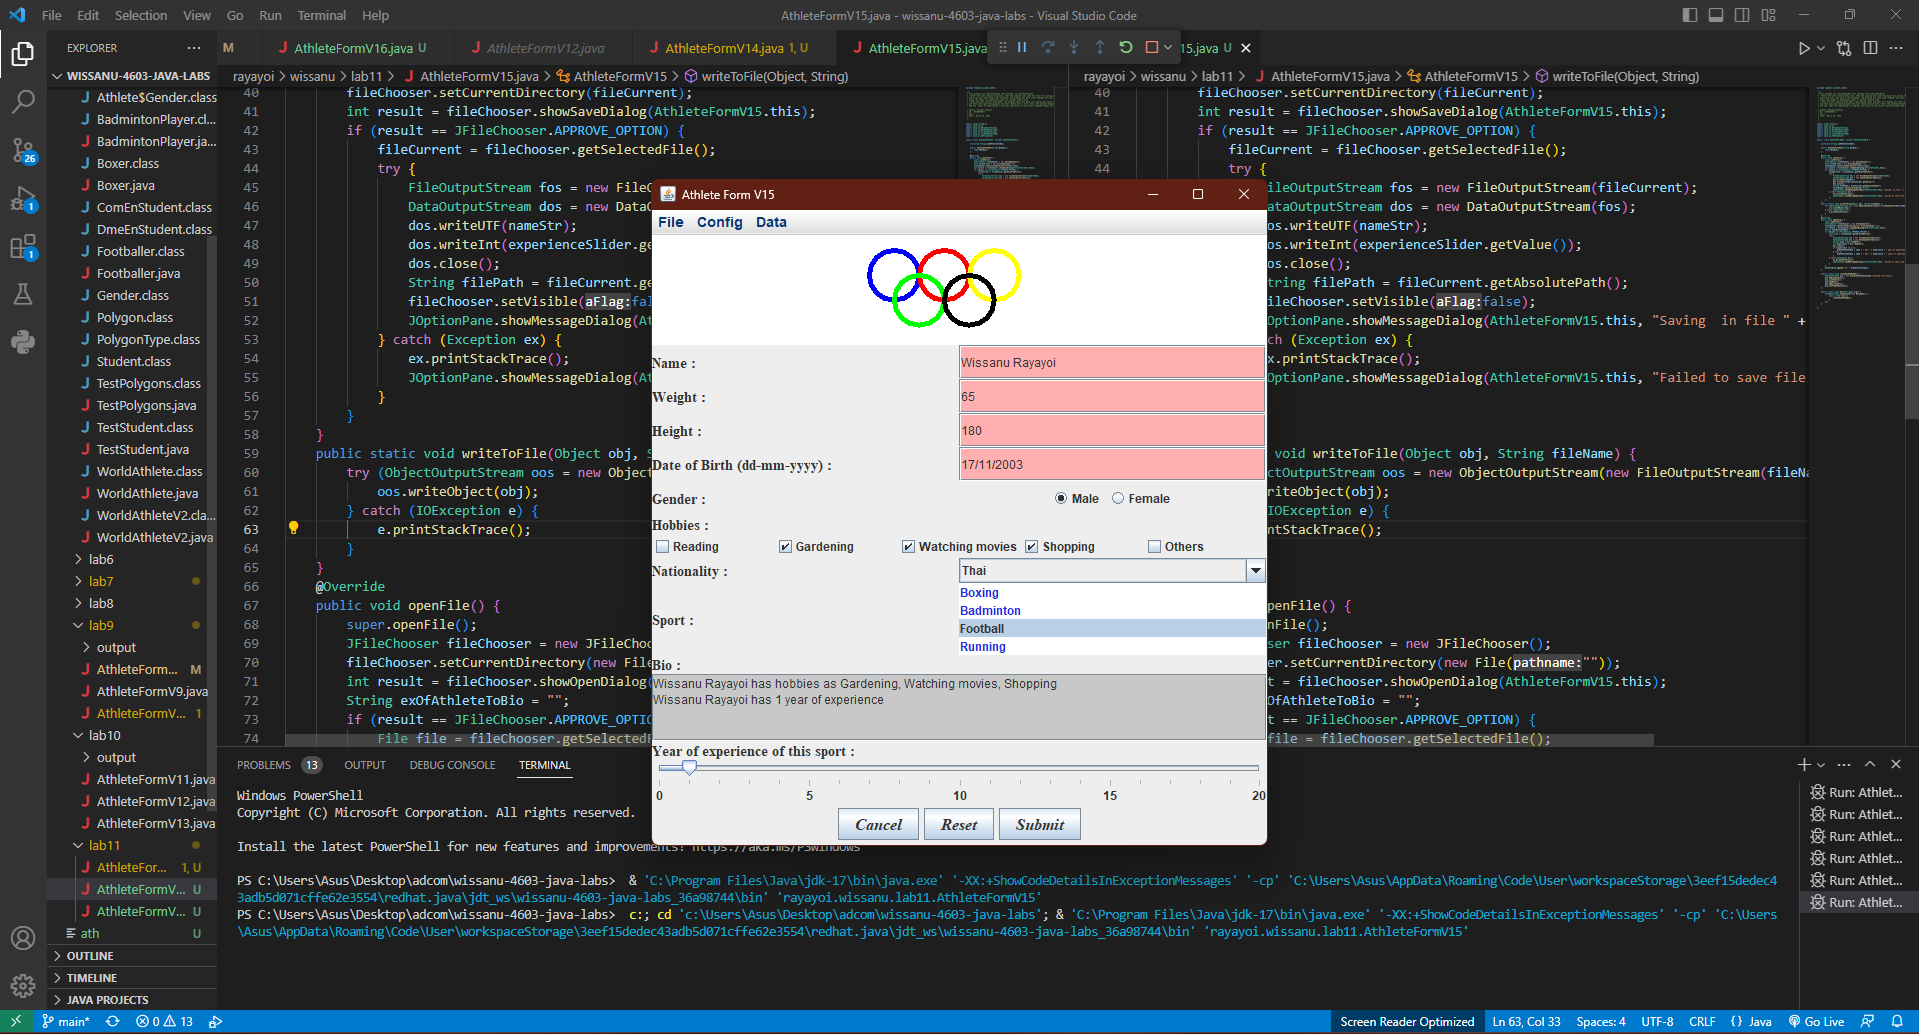 File Edit Selection View Go Run Terminal Help
AthleteFormV15.java - wissanu-4603-java-labs - Visual Studio Code
EXPLORER
WISSANU-4603-JAVA-LABS
Athlete$Gender.class
BadmintonPlayer.cl...
BadmintonPlayer.ja...
Boxer.class
Boxer.java
ComEnStudent.class
DmeEnStudent.class
Footballer.class
Footballer.java
Gender.class
Polygon.class
PolygonType.class
Student.class
TestPolygons.class
TestPolygons.java
TestStudent.class
TestStudent.java
WorldAthlete.class
WorldAthlete.java
WorldAthleteV2.cla...
WorldAthleteV2.java
lab6
lab7
lab8
lab9
output
AthleteForm... M
AthleteFormV9.java
AthleteFormV... 1
lab10
output
AthleteFormV11.java
AthleteFormV12.java
AthleteFormV13.java
lab11
AthleteFor... 1, U
AthleteFormV... U
AthleteFormV... U
ath U
OUTLINE
TIMELINE
JAVA PROJECTS
26
1
1
M AthleteFormV16.java U AthleteFormV12.java AthleteFormV14.java 1, U AthleteFormV15.java 15.java U
rayayoi > wissanu > lab11 > AthleteFormV15.java > AthleteFormV15 > writeToFile(Object, String)
40 fileChooser.setCurrentDirectory(fileCurrent);
41 int result = fileChooser.showSaveDialog(AthleteFormV15.this);
42 if (result == JFileChooser.APPROVE_OPTION) {
43 fileCurrent = fileChooser.getSelectedFile();
44 try {
45 FileOutputStream fos = new FileO
46 DataOutputStream dos = new DataO
47 dos.writeUTF(nameStr);
48 dos.writeInt(experienceSlider.ge
49 dos.close();
50 String filePath = fileCurrent.ge
51 fileChooser.setVisible(aFlag:fal
52 JOptionPane.showMessageDialog(At
53 } catch (Exception ex) {
54 ex.printStackTrace();
55 JOptionPane.showMessageDialog(At
56 }
57 }
58 }
59 public static void writeToFile(Object obj, S
60 try (ObjectOutputStream oos = new Object
61 oos.writeObject(obj);
62 } catch (IOException e) {
63 e.printStackTrace();
64 }
65 }
66 @Override
67 public void openFile() {
68 super.openFile();
69 JFileChooser fileChooser = new JFileChoo
70 fileChooser.setCurrentDirectory(new File
71 int result = fileChooser.showOpenDialog(
72 String exOfAthleteToBio = "";
73 if (result == JFileChooser.APPROVE_OPTIO
74 File file = fileChooser.getSelectedF
rayayoi > wissanu > lab11 > AthleteFormV15.java > AthleteFormV15 > writeToFile(Object, String)
40 fileChooser.setCurrentDirectory(fileCurrent);
41 int result = fileChooser.showSaveDialog(AthleteFormV15.this);
42 if (result == JFileChooser.APPROVE_OPTION) {
43 fileCurrent = fileChooser.getSelectedFile();
44 try {
ileOutputStream fos = new FileOutputStream(fileCurrent);
ataOutputStream dos = new DataOutputStream(fos);
os.writeUTF(nameStr);
os.writeInt(experienceSlider.getValue());
os.close();
tring filePath = fileCurrent.getAbsolutePath();
ileChooser.setVisible(aFlag:false);
OptionPane.showMessageDialog(AthleteFormV15.this, "Saving  in file " +
ch (Exception ex) {
x.printStackTrace();
OptionPane.showMessageDialog(AthleteFormV15.this, "Failed to save file
void writeToFile(Object obj, String fileName) {
ctOutputStream oos = new ObjectOutputStream(new FileOutputStream(fileNa
riteObject(obj);
IOException e) {
ntStackTrace();
penFile() {
nFile();
ser fileChooser = new JFileChooser();
r.setCurrentDirectory(new File(pathname:""));
t = fileChooser.showOpenDialog(AthleteFormV15.this);
OfAthleteToBio = "";
t == JFileChooser.APPROVE_OPTION) {
file = fileChooser.getSelectedFile();
Athlete Form V15
File Config Data
Name : Wissanu Rayayoi
Weight : 65
Height : 180
Date of Birth (dd-mm-yyyy) : 17/11/2003
Gender : Male Female
Hobbies :
Reading Gardening Watching movies Shopping Others
Nationality : Thai
Sport :
Boxing
Badminton
Football
Running
Bio :
Wissanu Rayayoi has hobbies as Gardening, Watching movies, Shopping
Wissanu Rayayoi has 1 year of experience
Year of experience of this sport :
0 5 10 15 20
Cancel Reset Submit
PROBLEMS 13 OUTPUT DEBUG CONSOLE TERMINAL
Windows PowerShell
Copyright (C) Microsoft Corporation. All rights reserved.
Install the latest PowerShell for new features and improvements! https://aka.ms/PSWindows
PS C:\Users\Asus\Desktop\adcom\wissanu-4603-java-labs>  & 'C:\Program Files\Java\jdk-17\bin\java.exe' '-XX:+ShowCodeDetailsInExceptionMessages' '-cp' 'C:\Users\Asus\AppData\Roaming\Code\User\workspaceStorage\3eef15dedec4
3adb5d071cffe62e3554\redhat.java\jdt_ws\wissanu-4603-java-labs_36a98744\bin' 'rayayoi.wissanu.lab11.AthleteFormV15'
PS C:\Users\Asus\Desktop\adcom\wissanu-4603-java-labs>  c:; cd 'c:\Users\Asus\Desktop\adcom\wissanu-4603-java-labs'; & 'C:\Program Files\Java\jdk-17\bin\java.exe' '-XX:+ShowCodeDetailsInExceptionMessages' '-cp' 'C:\Users
\Asus\AppData\Roaming\Code\User\workspaceStorage\3eef15dedec43adb5d071cffe62e3554\redhat.java\jdt_ws\wissanu-4603-java-labs_36a98744\bin' 'rayayoi.wissanu.lab11.AthleteFormV15'
Run: Athlet...
Run: Athlet...
Run: Athlet...
Run: Athlet...
Run: Athlet...
Run: Athlet...
main* 0 13 Screen Reader Optimized Ln 63, Col 33 Spaces: 4 UTF-8 CRLF {} Java Go Live